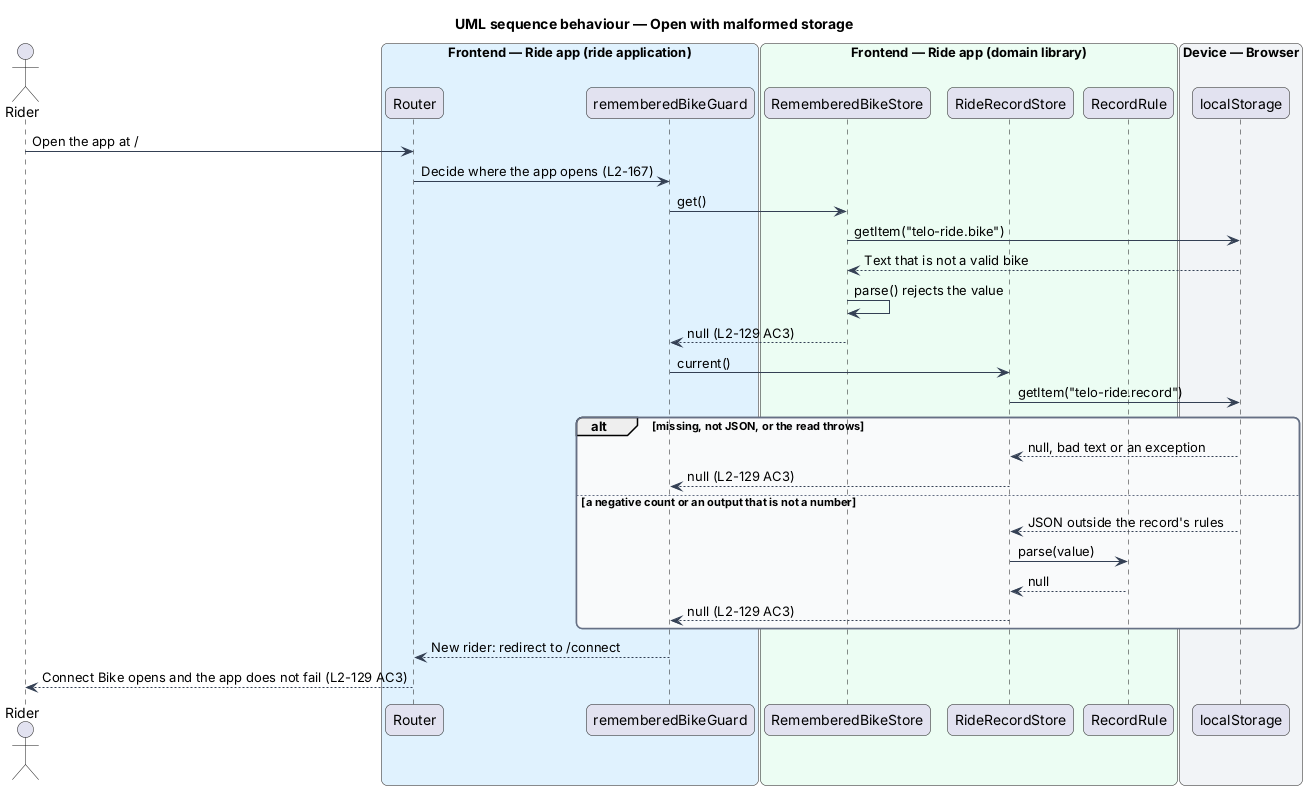 UML sequence behaviour — Open with malformed storage
Frontend — Ride app (ride application)
Frontend — Ride app (domain library)
Device — Browser
Rider
Router
rememberedBikeGuard
RememberedBikeStore
RideRecordStore
RecordRule
localStorage
Open the app at /
Decide where the app opens (L2-167)
get()
getItem("telo-ride.bike")
Text that is not a valid bike
parse() rejects the value
null (L2-129 AC3)
current()
getItem("telo-ride.record")
alt
[missing, not JSON, or the read throws]
null, bad text or an exception
null (L2-129 AC3)
[a negative count or an output that is not a number]
JSON outside the record's rules
parse(value)
null
null (L2-129 AC3)
New rider: redirect to /connect
Connect Bike opens and the app does not fail (L2-129 AC3)
Rider
Router
rememberedBikeGuard
RememberedBikeStore
RideRecordStore
RecordRule
localStorage